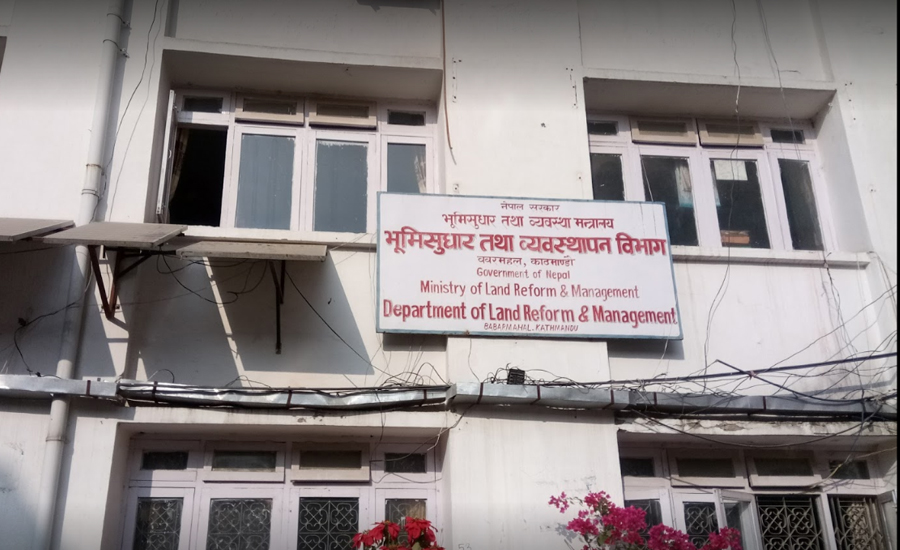 नेपाल सरकार
भूमिसुधार तथा व्यवस्था मन्त्रालय
भूमिसुधार तथा व्यवस्थापन विभाग
बबरमहल, काठमाण्डौ
Government of Nepal
Ministry of Land Reform & Management
Department of Land Reform & Management
BABARMAHAL, KATHMANDU